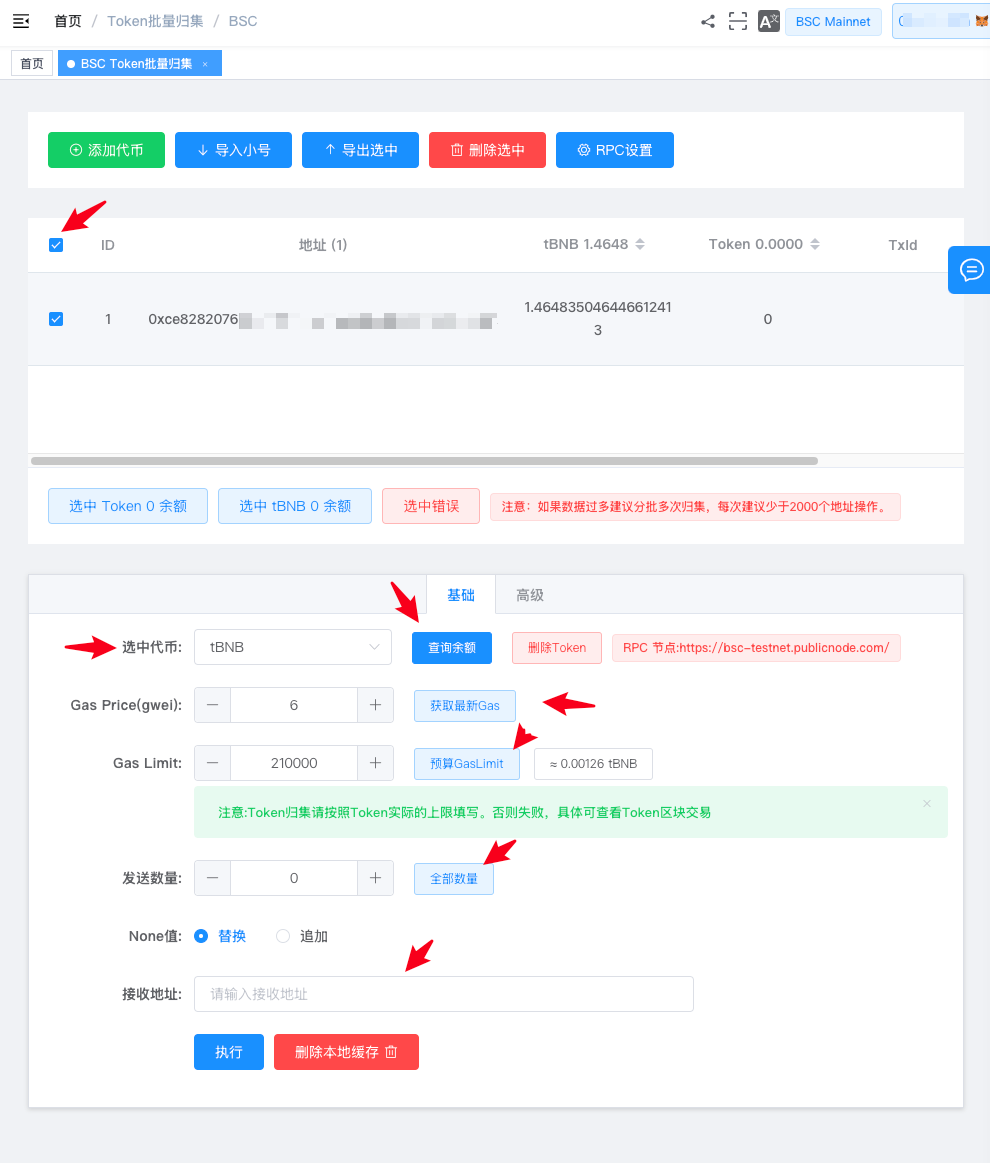 首页 / Token批量归集 / BSC
BSC Mainnet
首页
BSC Token批量归集 ×
添加代币
导入小号
导出选中
删除选中
RPC设置
ID 地址 (1) tBNB 1.4648 Token 0.0000 TxId
1 0xce8282076 1.46483504644661241 0
3
选中 Token 0 余额
选中 tBNB 0 余额
选中错误
注意：如果数据过多建议分批多次归集，每次建议少于2000个地址操作。
基础 高级
选中代币: tBNB 查询余额 删除Token RPC 节点:https://bsc-testnet.publicnode.com/
Gas Price(gwei): — 6 + 获取最新Gas
Gas Limit: — 210000 + 预算GasLimit ≈ 0.00126 tBNB
注意:Token归集请按照Token实际的上限填写。否则失败，具体可查看Token区块交易 ×
发送数量: — 0 + 全部数量
None值: 替换 追加
接收地址: 请输入接收地址
执行 删除本地缓存